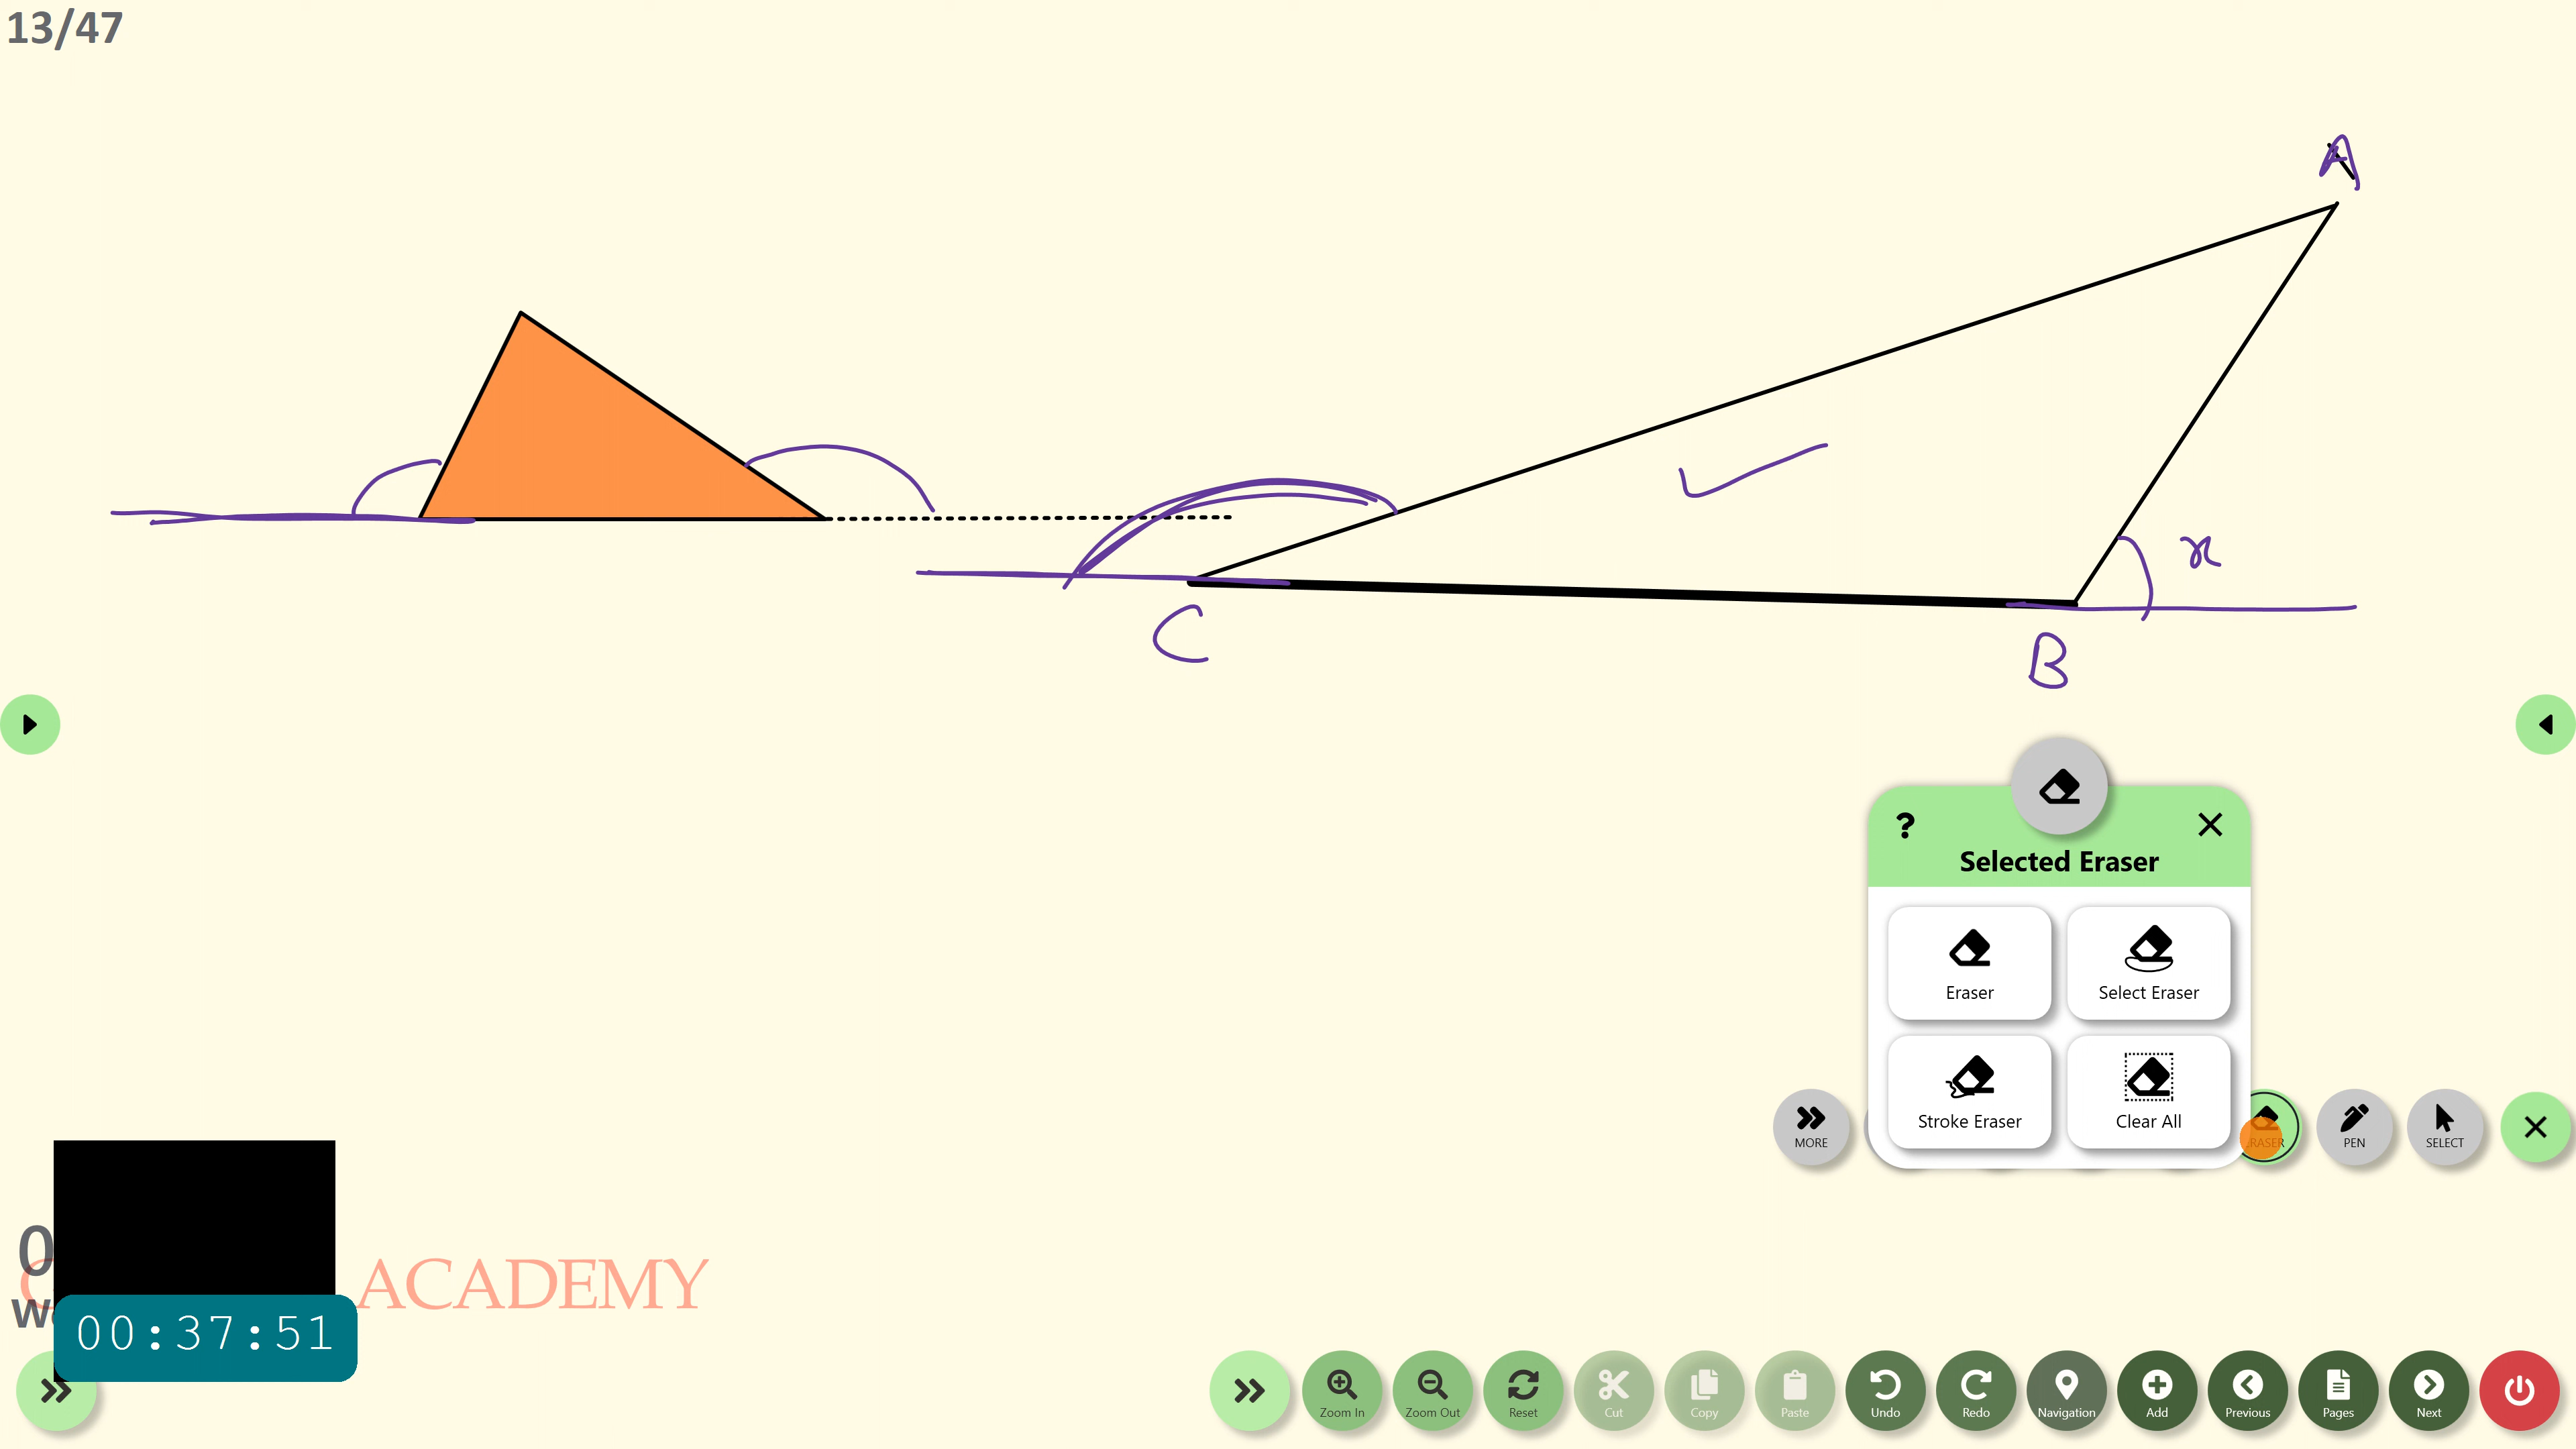 13/47
A
x
C
B
? Selected Eraser
Eraser
Select Eraser
Stroke Eraser
Clear All
MORE
PEN
SELECT
ACADEMY
00:37:51
Zoom In
Zoom Out
Reset
Cut
Copy
Paste
Undo
Redo
Navigation
Add
Previous
Pages
Next